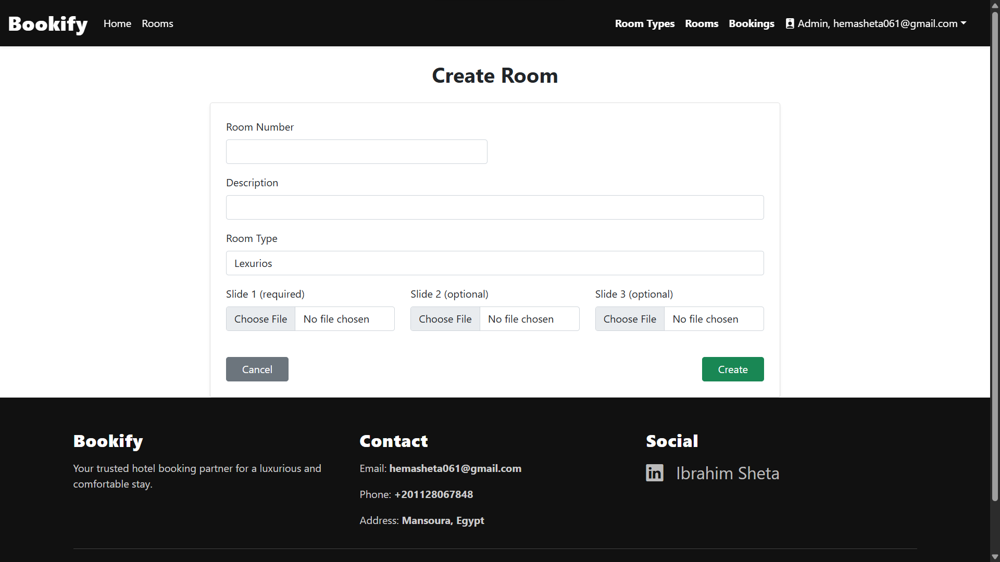 Bookify Home Rooms Room Types Rooms Bookings Admin, hemasheta061@gmail.com
Create Room
Room Number
Description
Room Type
Lexurios
Slide 1 (required) Slide 2 (optional) Slide 3 (optional)
Choose File No file chosen Choose File No file chosen Choose File No file chosen
Cancel Create
Bookify
Your trusted hotel booking partner for a luxurious and
comfortable stay.
Contact
Email: hemasheta061@gmail.com
Phone: +201128067848
Address: Mansoura, Egypt
Social
in Ibrahim Sheta